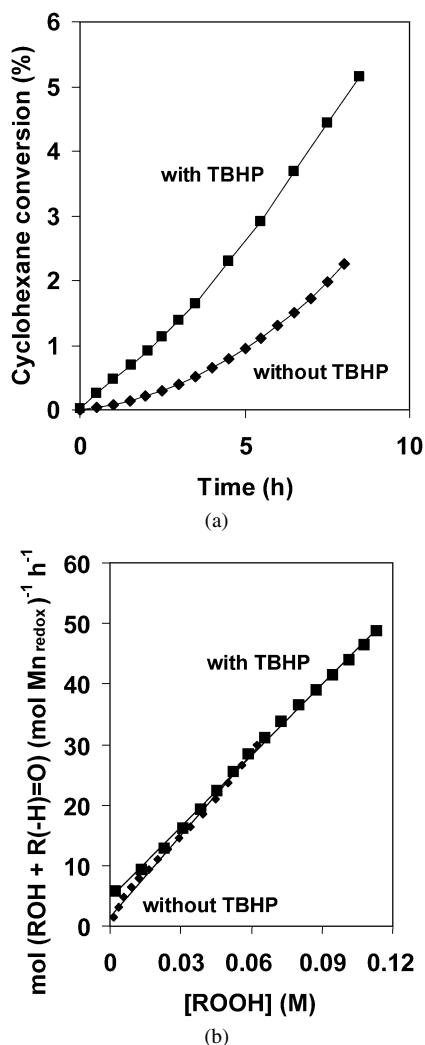 6
5
4
3
2
1
0
Cyclohexane conversion (%)
with TBHP
without TBHP
0 5 10
Time (h)
(a)
60
50
40
30
20
10
0
mol (ROH + R(-H)=O) (mol Mn redox)-1 h-1
with TBHP
without TBHP
0 0.03 0.06 0.09 0.12
[ROOH] (M)
(b)